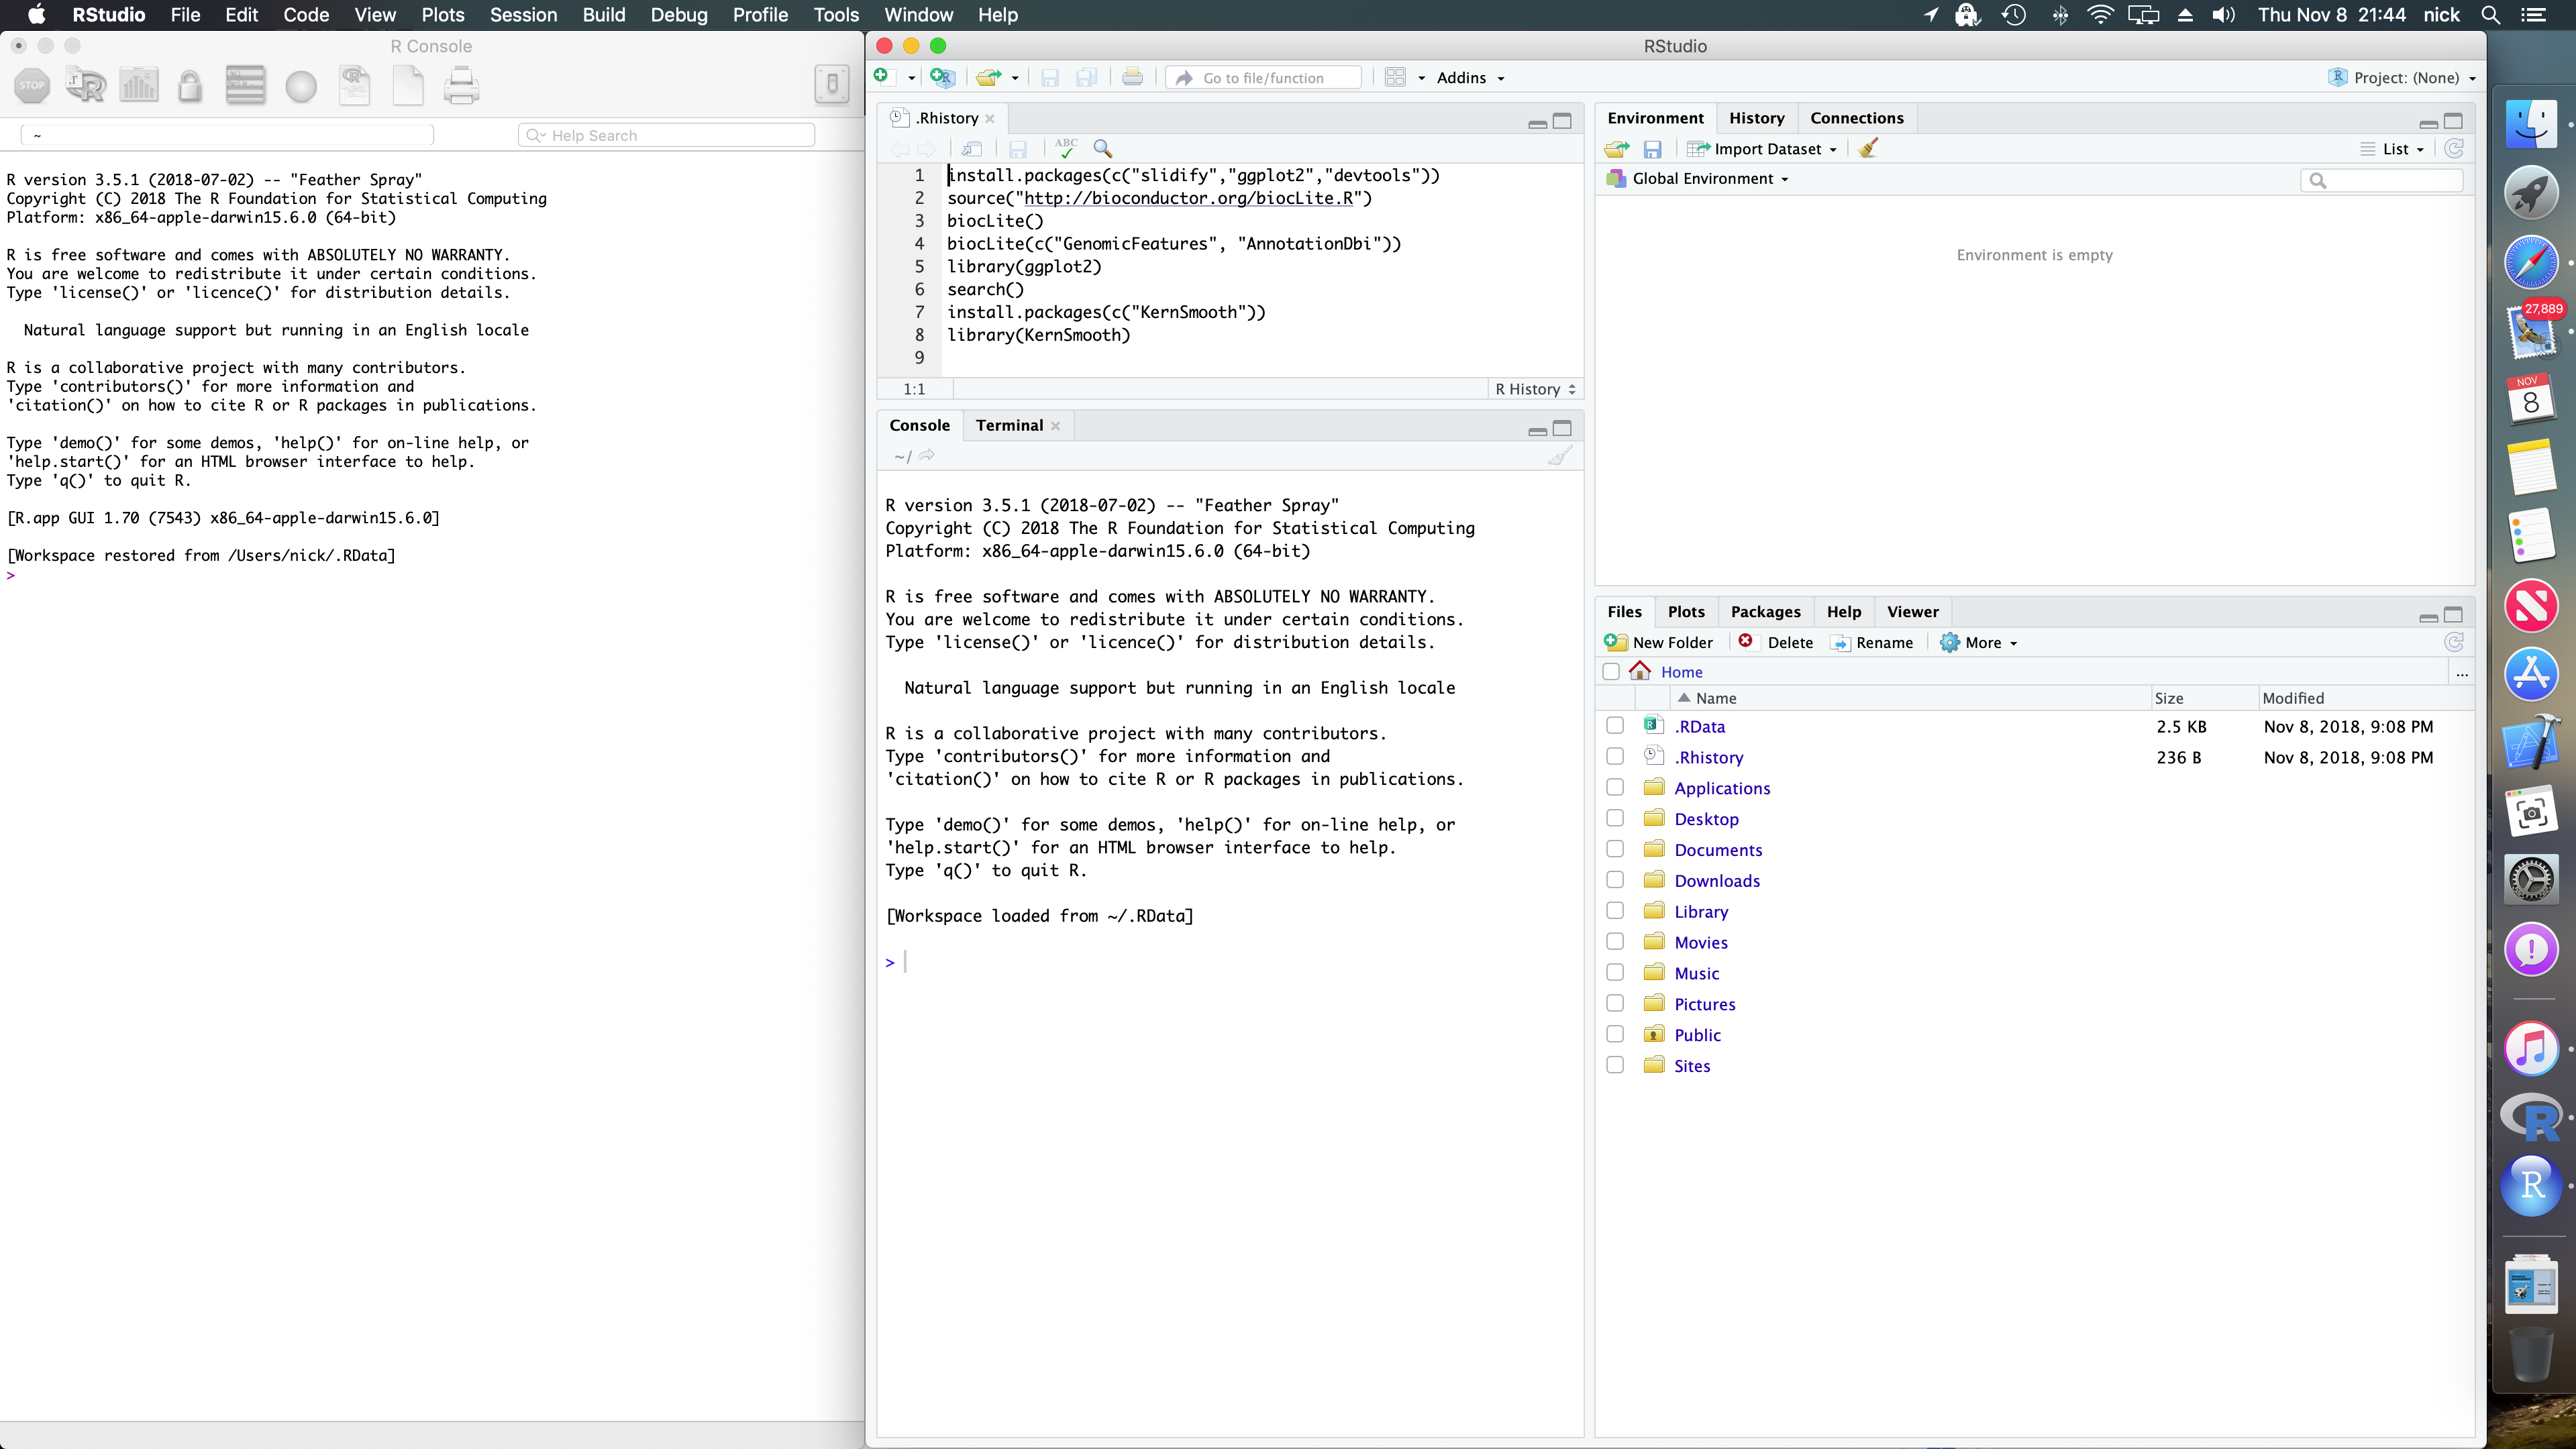 RStudio File Edit Code View Plots Session Build Debug Profile Tools Window Help
Thu Nov 8 21:44 nick
R Console
STOP
~
Help Search
R version 3.5.1 (2018-07-02) -- "Feather Spray"
Copyright (C) 2018 The R Foundation for Statistical Computing
Platform: x86_64-apple-darwin15.6.0 (64-bit)
R is free software and comes with ABSOLUTELY NO WARRANTY.
You are welcome to redistribute it under certain conditions.
Type 'license()' or 'licence()' for distribution details.
Natural language support but running in an English locale
R is a collaborative project with many contributors.
Type 'contributors()' for more information and
'citation()' on how to cite R or R packages in publications.
Type 'demo()' for some demos, 'help()' for on-line help, or
'help.start()' for an HTML browser interface to help.
Type 'q()' to quit R.
[R.app GUI 1.70 (7543) x86_64-apple-darwin15.6.0]
[Workspace restored from /Users/nick/.RData]
>
RStudio
Go to file/function
Addins
Project: (None)
.Rhistory
ABC
1 install.packages(c("slidify","ggplot2","devtools"))
2 source("http://bioconductor.org/biocLite.R")
3 biocLite()
4 biocLite(c("GenomicFeatures", "AnnotationDbi"))
5 library(ggplot2)
6 search()
7 install.packages(c("KernSmooth"))
8 library(KernSmooth)
9
1:1
R History
Console Terminal
~/
R version 3.5.1 (2018-07-02) -- "Feather Spray"
Copyright (C) 2018 The R Foundation for Statistical Computing
Platform: x86_64-apple-darwin15.6.0 (64-bit)
R is free software and comes with ABSOLUTELY NO WARRANTY.
You are welcome to redistribute it under certain conditions.
Type 'license()' or 'licence()' for distribution details.
Natural language support but running in an English locale
R is a collaborative project with many contributors.
Type 'contributors()' for more information and
'citation()' on how to cite R or R packages in publications.
Type 'demo()' for some demos, 'help()' for on-line help, or
'help.start()' for an HTML browser interface to help.
Type 'q()' to quit R.
[Workspace loaded from ~/.RData]
>
Environment History Connections
Import Dataset
List
Global Environment
Environment is empty
Files Plots Packages Help Viewer
New Folder Delete Rename More
Home
...
Name Size Modified
.RData 2.5 KB Nov 8, 2018, 9:08 PM
.Rhistory 236 B Nov 8, 2018, 9:08 PM
Applications
Desktop
Documents
Downloads
Library
Movies
Music
Pictures
Public
Sites
27,889
NOV
8
R
R